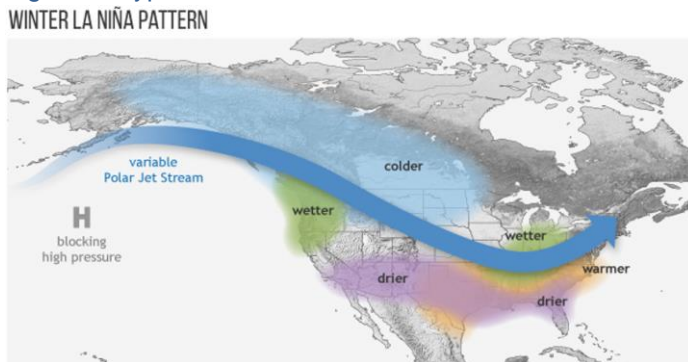 WINTER LA NIÑA PATTERN
variable
Polar Jet Stream
colder
H
blocking
high pressure
wetter
wetter
drier
warmer
drier